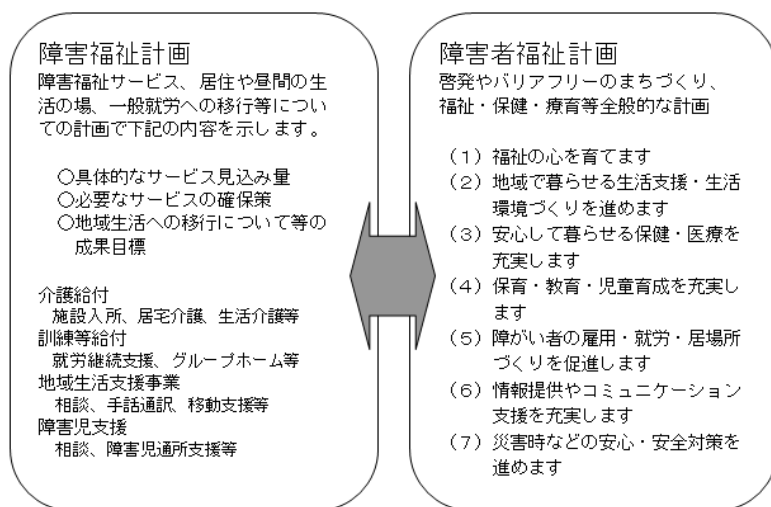 障害福祉計画
障害福祉サービス、居住や昼間の生
活の場、一般就労への移行等につい
ての計画で下記の内容を示します。
○具体的なサービス見込み量
○必要なサービスの確保策
○地域生活への移行について等の
成果目標
介護給付
施設入所、居宅介護、生活介護等
訓練等給付
就労継続支援、グループホーム等
地域生活支援事業
相談、手話通訳、移動支援等
障害児支援
相談、障害児通所支援等
障害者福祉計画
啓発やバリアフリーのまちづくり、
福祉・保健・療育等全般的な計画
(1) 福祉の心を育てます
(2) 地域で暮らせる生活支援・生活
環境づくりを進めます
(3) 安心して暮らせる保健・医療を
充実します
(4) 保育・教育・児童育成を充実し
ます
(5) 障がい者の雇用・就労・居場所
づくりを促進します
(6) 情報提供やコミュニケーション
支援を充実します
(7) 災害時などの安心・安全対策を
進めます